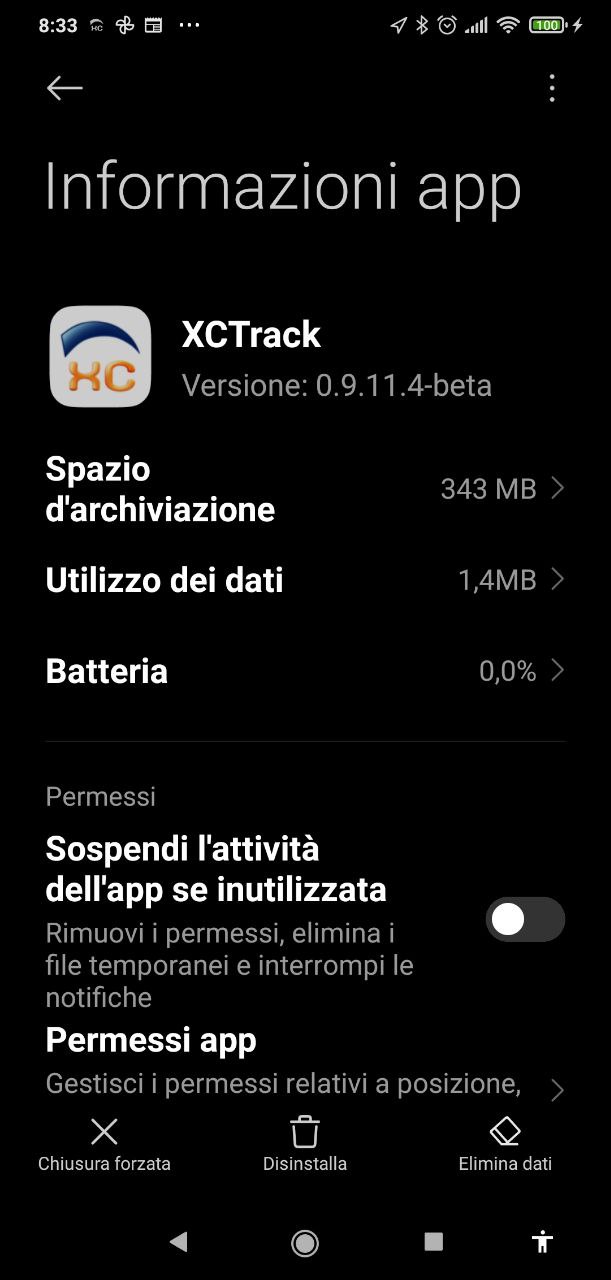 8:33 XC ... 100
Informazioni app
XC
XCTrack
Versione: 0.9.11.4-beta
Spazio
d'archiviazione
343 MB
Utilizzo dei dati
1,4MB
Batteria
0,0%
Permessi
Sospendi l'attività
dell'app se inutilizzata
Rimuovi i permessi, elimina i
file temporanei e interrompi le
notifiche
Permessi app
Gestisci i permessi relativi a posizione,
Chiusura forzata
Disinstalla
Elimina dati